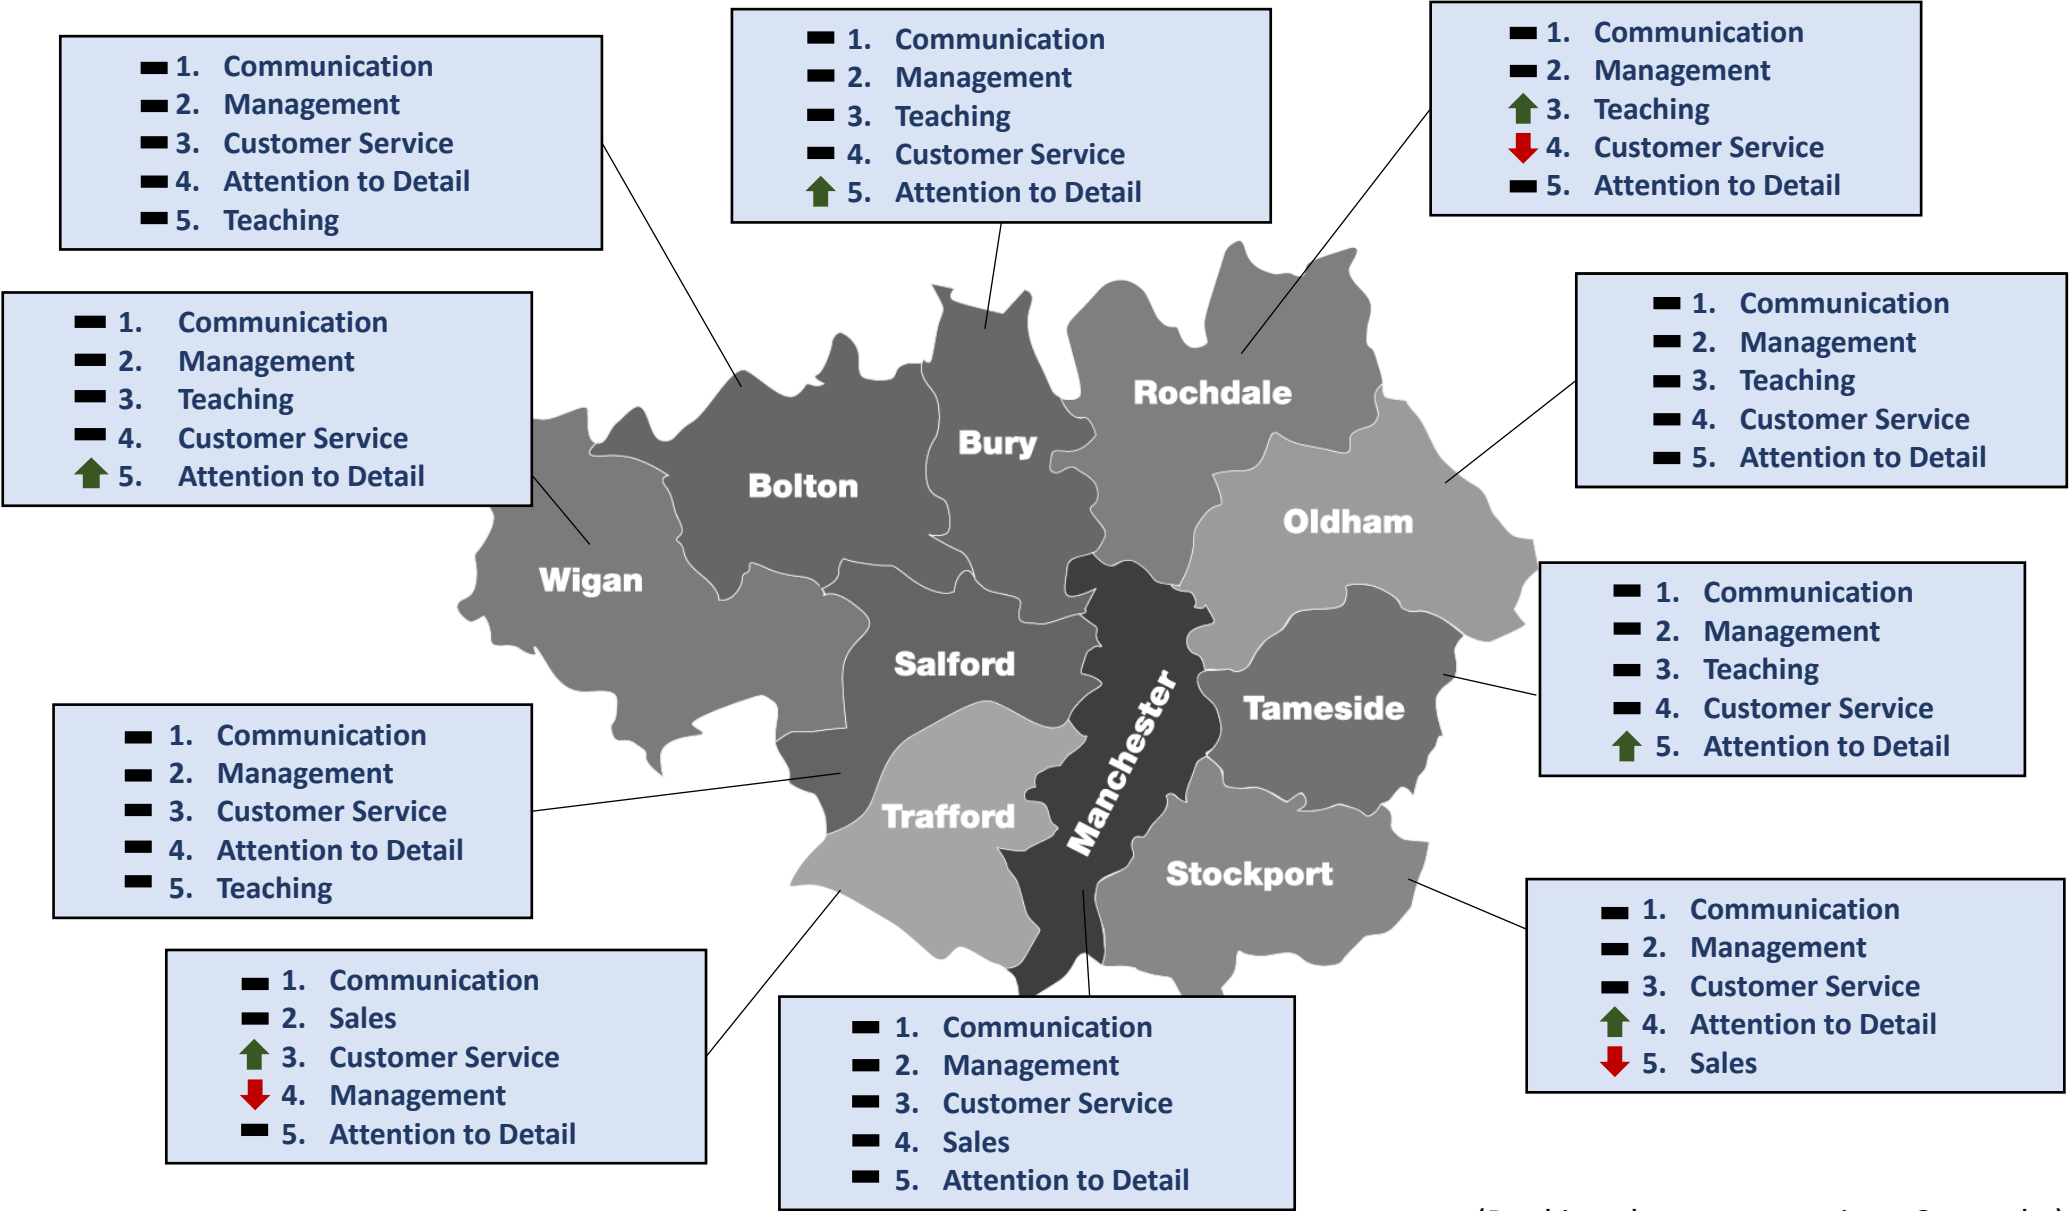 1. Communication
2. Management
3. Customer Service
4. Attention to Detail
5. Teaching
1. Communication
2. Management
3. Teaching
4. Customer Service
5. Attention to Detail
1. Communication
2. Management
3. Teaching
4. Customer Service
5. Attention to Detail
1. Communication
2. Management
3. Teaching
4. Customer Service
5. Attention to Detail
1. Communication
2. Management
3. Teaching
4. Customer Service
5. Attention to Detail
Rochdale
Bury
Bolton
Oldham
Wigan
Salford
Tameside
Manchester
Trafford
Stockport
1. Communication
2. Management
3. Teaching
4. Customer Service
5. Attention to Detail
1. Communication
2. Management
3. Customer Service
4. Attention to Detail
5. Teaching
1. Communication
2. Management
3. Customer Service
4. Attention to Detail
5. Sales
1. Communication
2. Sales
3. Customer Service
4. Management
5. Attention to Detail
1. Communication
2. Management
3. Customer Service
4. Sales
5. Attention to Detail